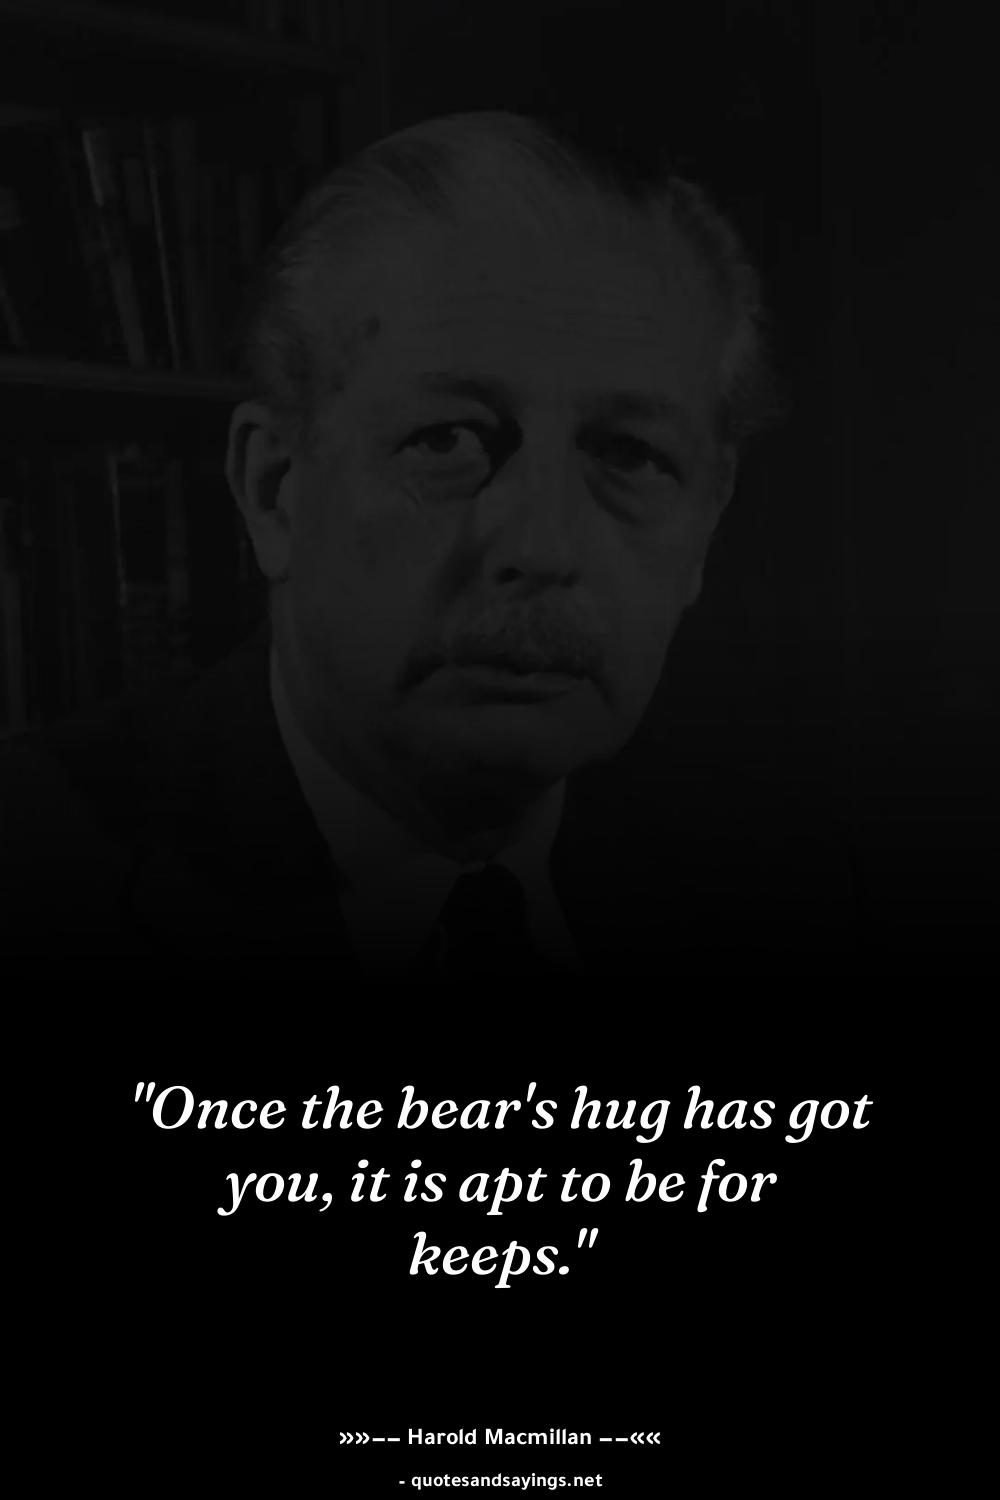 "Once the bear's hug has got
you, it is apt to be for
keeps."
»»–– Harold Macmillan ––««
- quotesandsayings.net